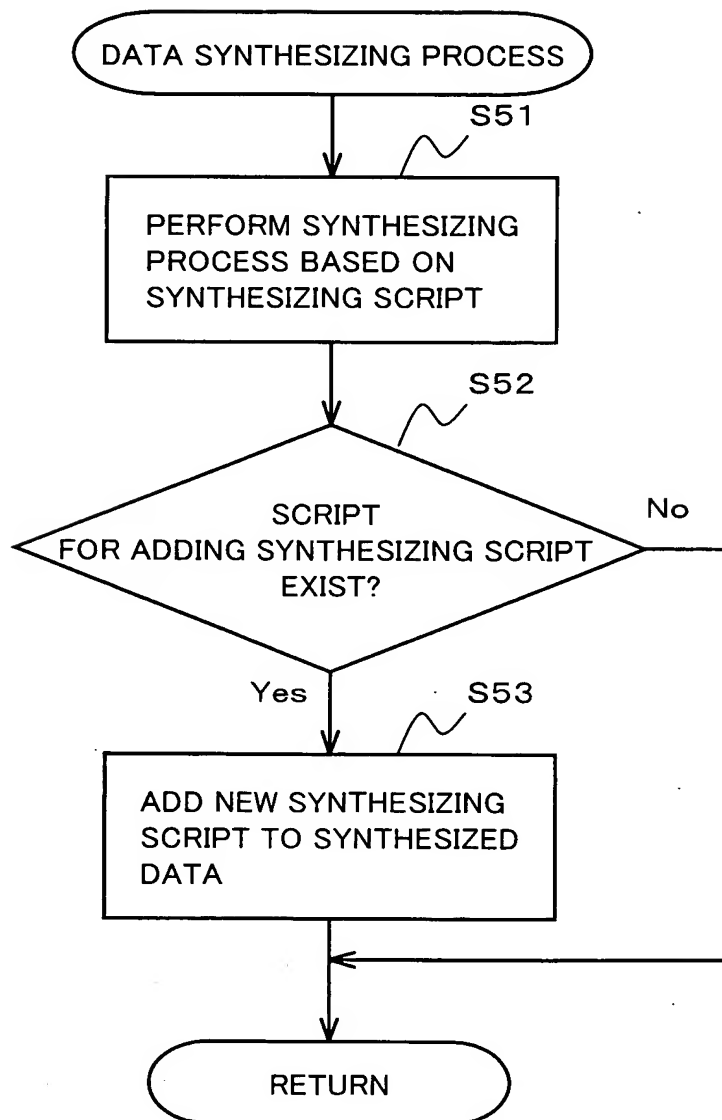 DATA SYNTHESIZING PROCESS
S51
PERFORM SYNTHESIZING
PROCESS BASED ON
SYNTHESIZING SCRIPT
S52
SCRIPT
FOR ADDING SYNTHESIZING SCRIPT
EXIST?
No
Yes
S53
ADD NEW SYNTHESIZING
SCRIPT TO SYNTHESIZED
DATA
RETURN